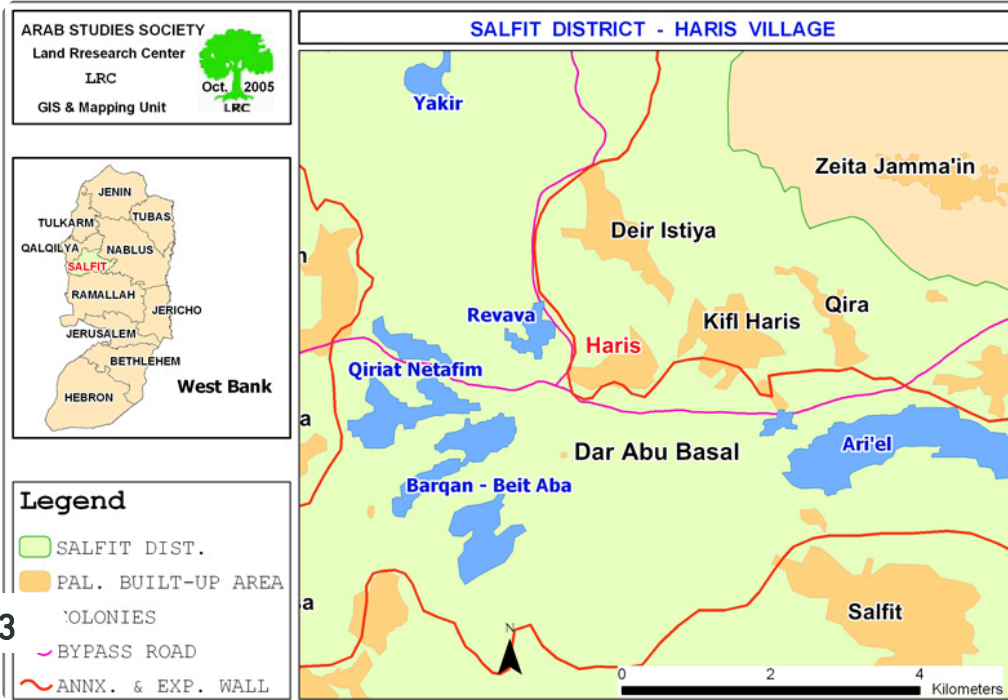 ARAB STUDIES SOCIETY
Land Rresearch Center
LRC
GIS & Mapping Unit
Oct, 2005
LRC
SALFIT DISTRICT - HARIS VILLAGE
JENIN
TULKARM
TUBAS
QALQILYA
NABLUS
SALFIT
RAMALLAH
JERICHO
JERUSALEM
BETHLEHEM
HEBRON
West Bank
Yakir
Zeita Jamma'in
Deir Istiya
Revava
Kifl Haris
Qira
Haris
Qiriat Netafim
Dar Abu Basal
Ari'el
Barqan - Beit Aba
Salfit
N
0 2 4
Kilometers
Legend
SALFIT DIST.
PAL. BUILT-UP AREA
COLONIES
BYPASS ROAD
ANNX. & EXP. WALL
3